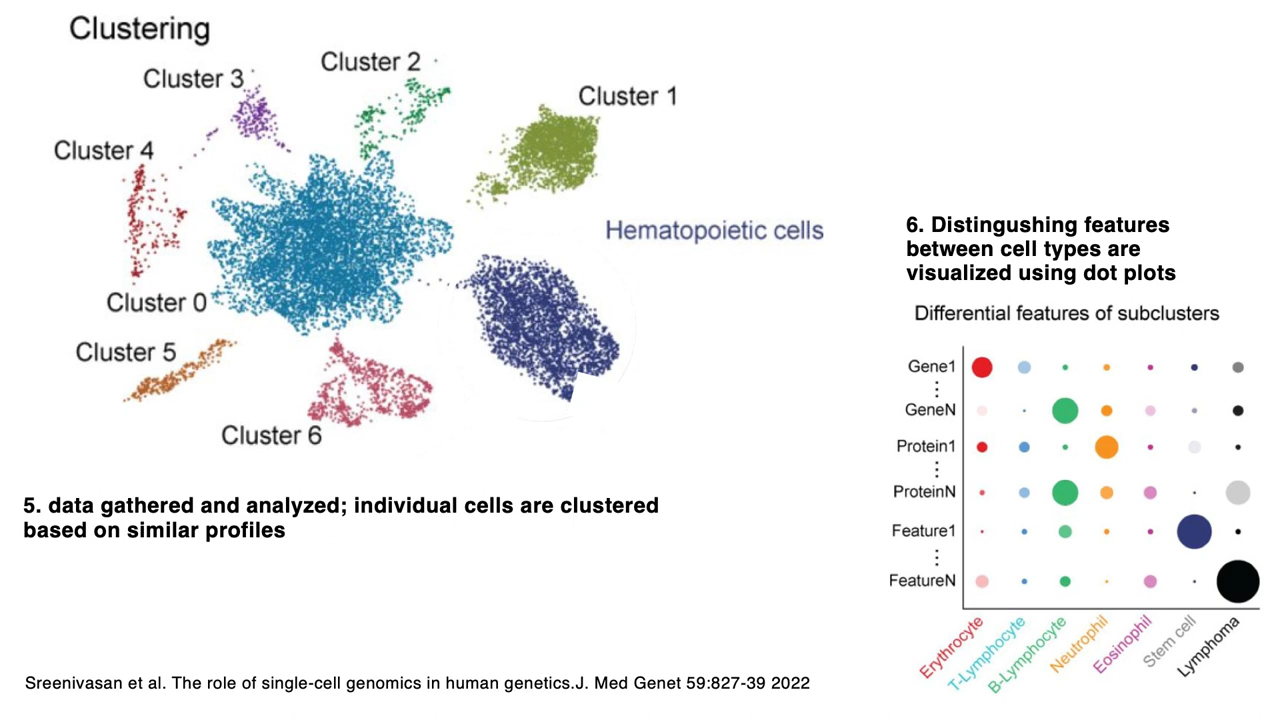 Clustering
Cluster 3
Cluster 2
Cluster 1
Cluster 4
Hematopoietic cells
Cluster 0
Cluster 5
Cluster 6
5. data gathered and analyzed; individual cells are clustered
based on similar profiles
6. Distingushing features
between cell types are
visualized using dot plots
Differential features of subclusters
Gene1
GeneN
Protein1
ProteinN
Feature1
FeatureN
Erythrocyte
T-Lymphocyte
B-Lymphocyte
Neutrophil
Eosinophil
Stem cell
Lymphoma
Sreenivasan et al. The role of single-cell genomics in human genetics.J. Med Genet 59:827-39 2022